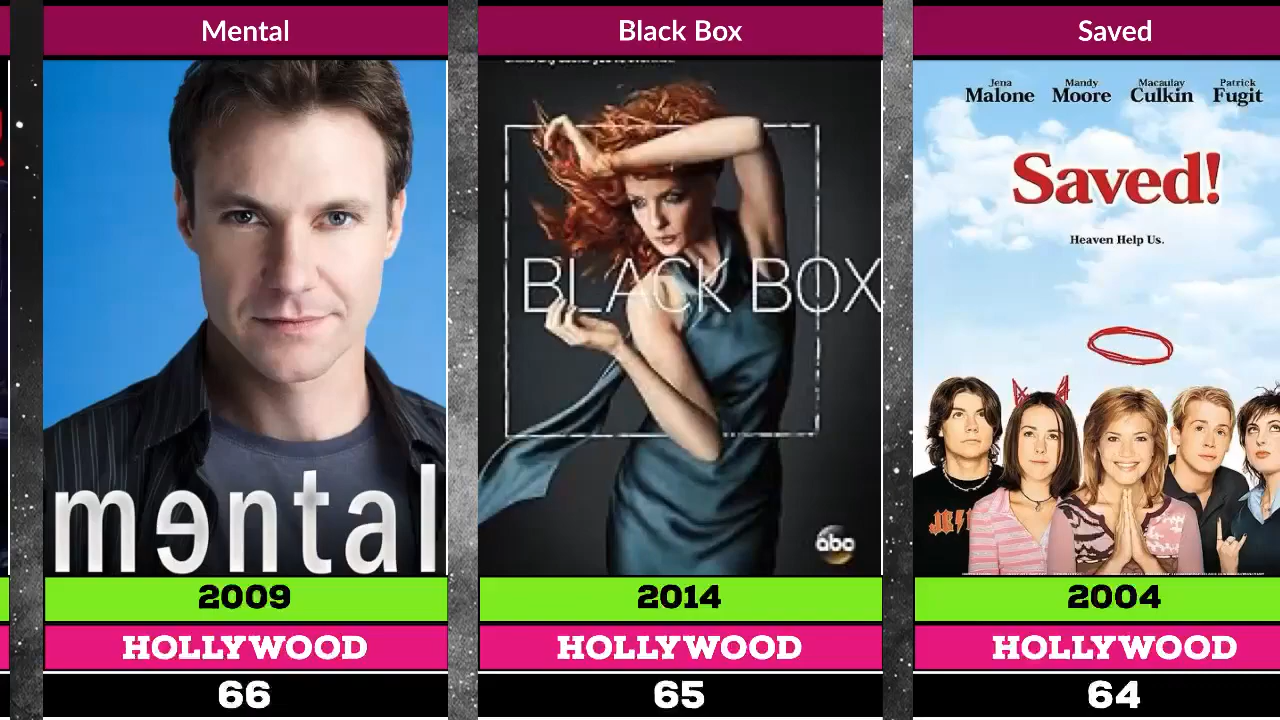 Mental
mental
2009
HOLLYWOOD
66
Black Box
BLACK BOX
abc
2014
HOLLYWOOD
65
Saved
Jena Malone
Mandy Moore
Macaulay Culkin
Patrick Fugit
Saved!
Heaven Help Us.
2004
HOLLYWOOD
64